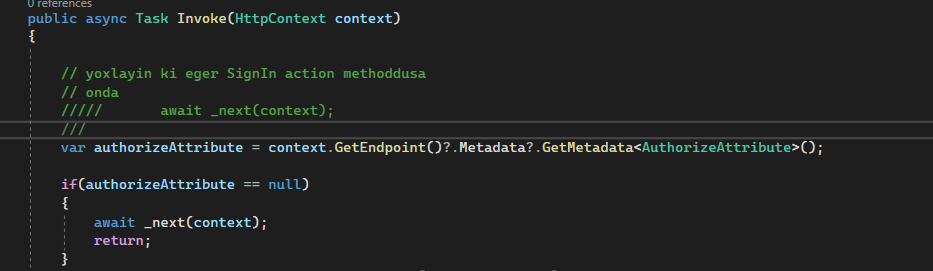 0 references
public async Task Invoke(HttpContext context)
{
// yoxlayin ki eger SignIn action methoddusa
// onda
/////       await _next(context);
///
var authorizeAttribute = context.GetEndpoint()?.Metadata?.GetMetadata<AuthorizeAttribute>();
if(authorizeAttribute == null)
{
await _next(context);
return;
}